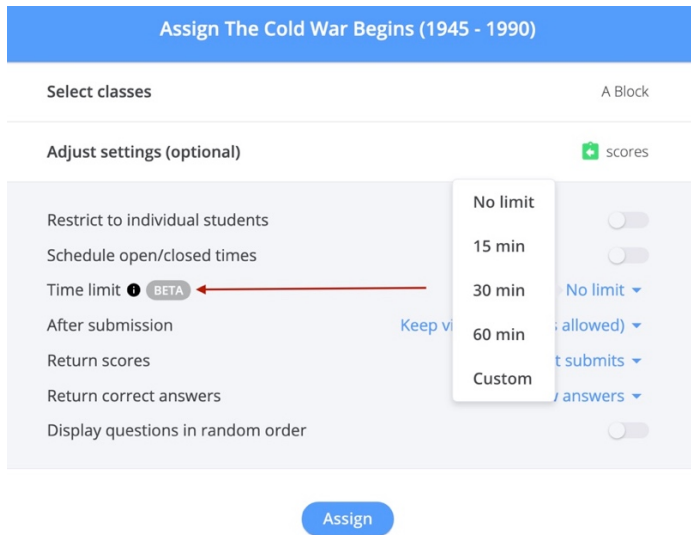 Assign The Cold War Begins (1945 - 1990)
Select classes A Block
Adjust settings (optional) scores
No limit
Restrict to individual students
15 min
Schedule open/closed times
Time limit BETA 30 min No limit
60 min
After submission Keep allowed)
Return scores submits
Custom
Return correct answers answers
Display questions in random order
Assign